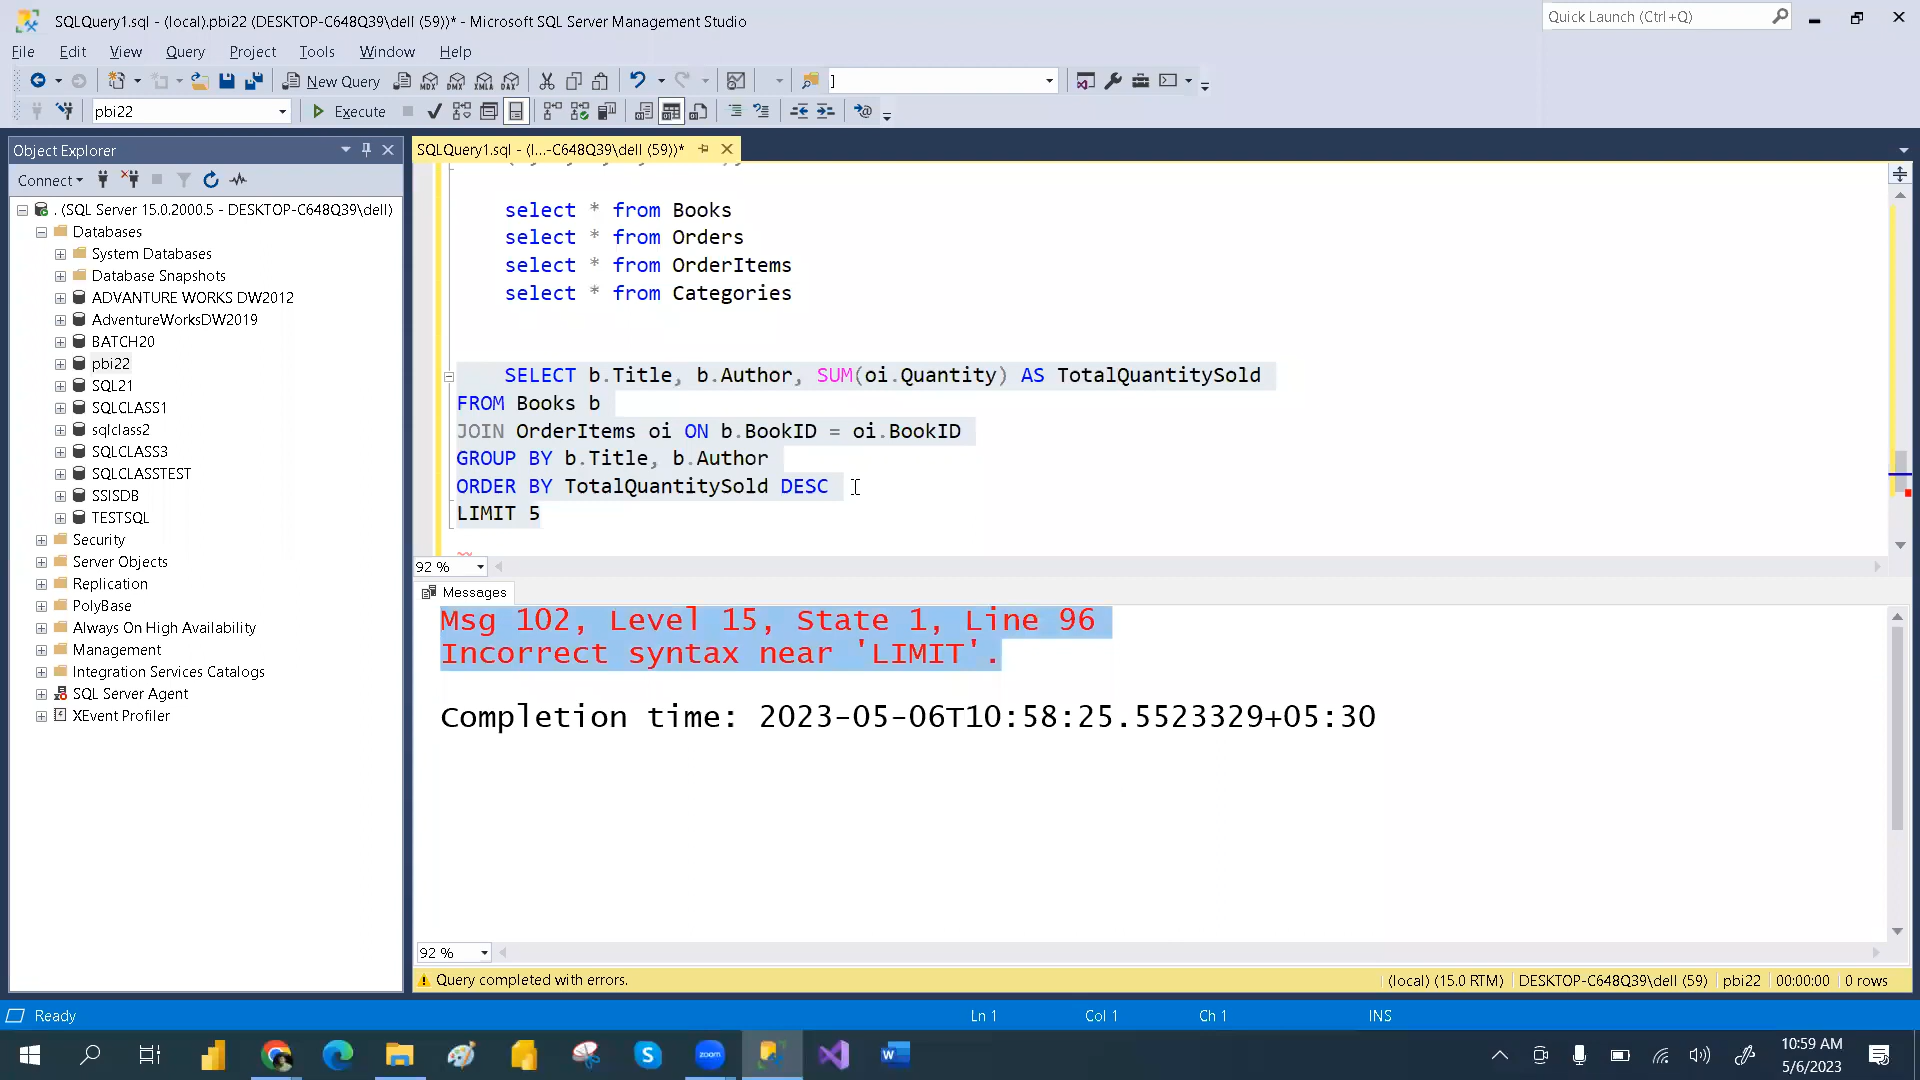 SQLQuery1.sql - (local).pbi22 (DESKTOP-C648Q39\dell (59))* - Microsoft SQL Server Management Studio
Quick Launch (Ctrl+Q)
File Edit View Query Project Tools Window Help
New Query
MDX DMX XMLA DAX
]
pbi22
Execute
Object Explorer
SQLQuery1.sql - (l...-C648Q39\dell (59))*
Connect
. (SQL Server 15.0.2000.5 - DESKTOP-C648Q39\dell)
Databases
System Databases
Database Snapshots
ADVANTURE WORKS DW2012
AdventureWorksDW2019
BATCH20
pbi22
SQL21
SQLCLASS1
sqlclass2
SQLCLASS3
SQLCLASSTEST
SSISDB
TESTSQL
Security
Server Objects
Replication
PolyBase
Always On High Availability
Management
Integration Services Catalogs
SQL Server Agent
XEvent Profiler
select * from Books
select * from Orders
select * from OrderItems
select * from Categories
SELECT b.Title, b.Author, SUM(oi.Quantity) AS TotalQuantitySold
FROM Books b
JOIN OrderItems oi ON b.BookID = oi.BookID
GROUP BY b.Title, b.Author
ORDER BY TotalQuantitySold DESC
LIMIT 5
92 %
Messages
Msg 102, Level 15, State 1, Line 96
Incorrect syntax near 'LIMIT'.
Completion time: 2023-05-06T10:58:25.5523329+05:30
92 %
Query completed with errors.
(local) (15.0 RTM) DESKTOP-C648Q39\dell (59) pbi22 00:00:00 0 rows
Ready
Ln 1 Col 1 Ch 1 INS
zoom
W
10:59 AM
5/6/2023